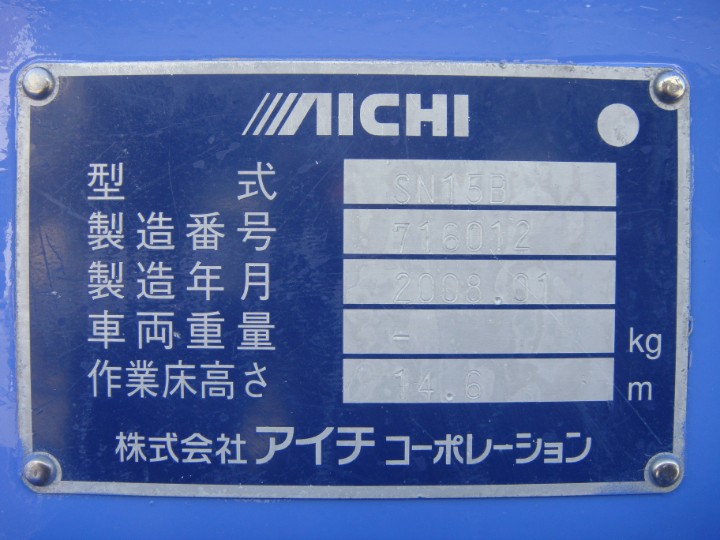 AICHI
型式 SN15B
製造番号 716012
製造年月 2008.01
車両重量 - kg
作業床高さ 14.6 m
株式会社 アイチ コーポレーション